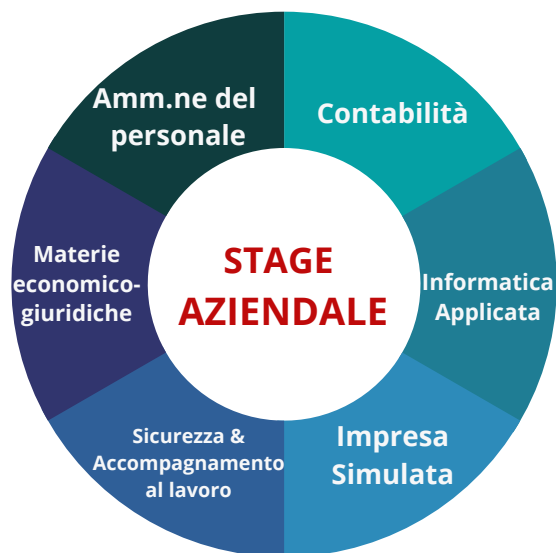 Amm.ne del
personale
Contabilità
Materie
economico-
giuridiche
STAGE
AZIENDALE
Informatica
Applicata
Sicurezza &
Accompagnamento
al lavoro
Impresa
Simulata